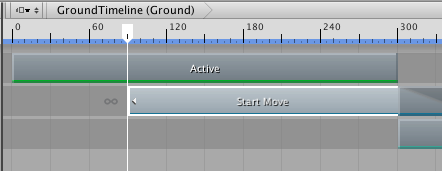 GroundTimeline (Ground)
0 60 120 180 240 300
Active
Start Move